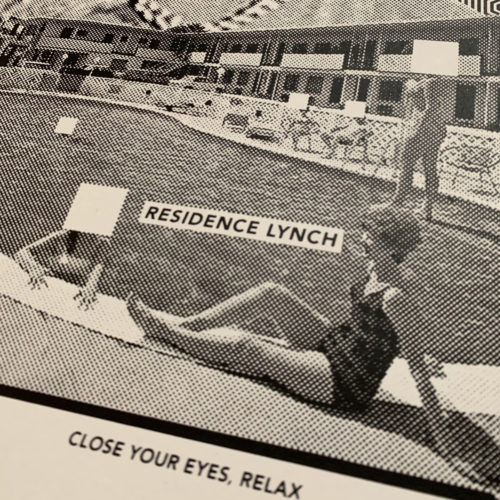 RESIDENCE LYNCH
CLOSE YOUR EYES, RELAX